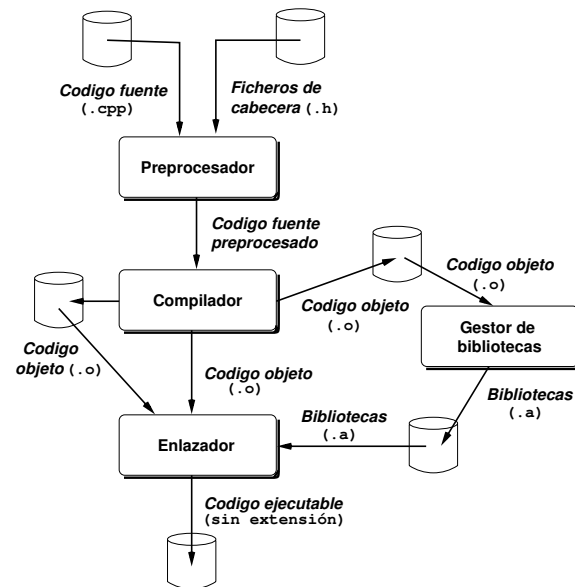 Codigo fuente
(.cpp)
Ficheros de
cabecera (.h)
Preprocesador
Codigo fuente
preprocesado
Compilador
Codigo objeto
(.o)
Codigo objeto
(.o)
Gestor de
bibliotecas
Codigo
objeto (.o)
Codigo objeto
(.o)
Bibliotecas
(.a)
Bibliotecas
(.a)
Enlazador
Codigo ejecutable
(sin extensión)